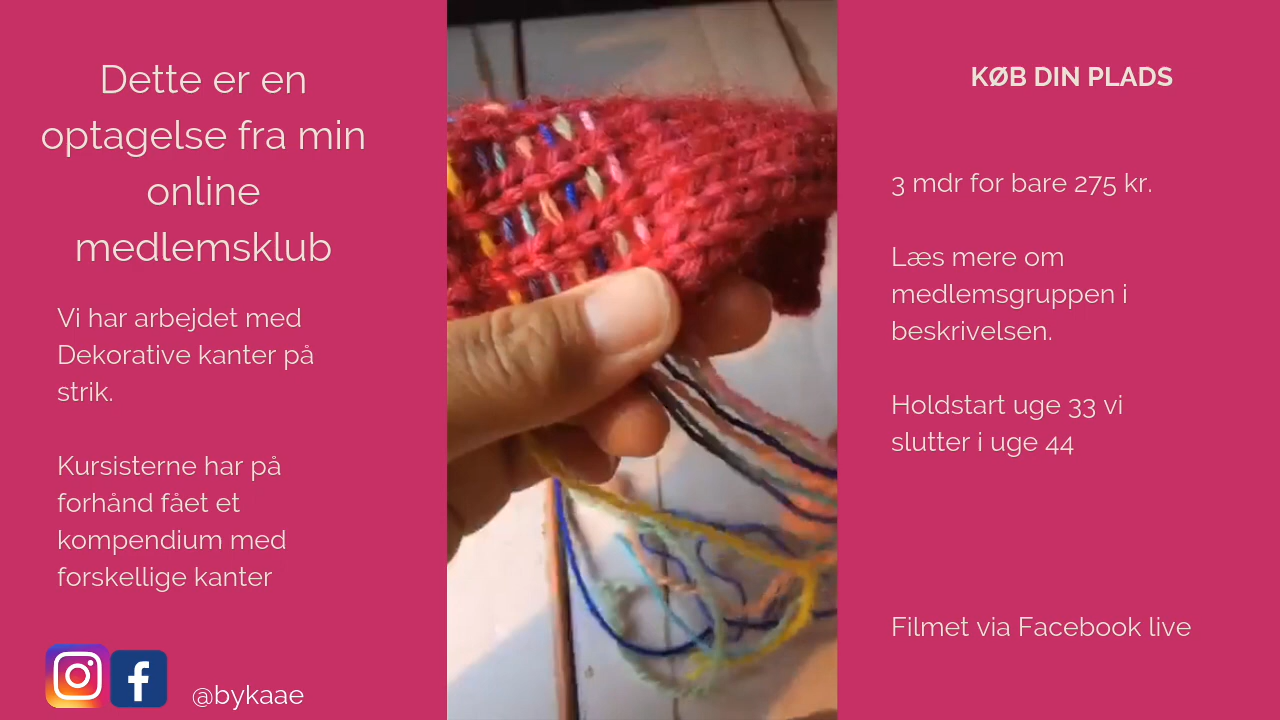 Dette er en
optagelse fra min
online
medlemsklub
Vi har arbejdet med
Dekorative kanter på
strik.
Kursisterne har på
forhånd fået et
kompendium med
forskellige kanter
@bykaae
KØB DIN PLADS
3 mdr for bare 275 kr.
Læs mere om
medlemsgruppen i
beskrivelsen.
Holdstart uge 33 vi
slutter i uge 44
Filmet via Facebook live